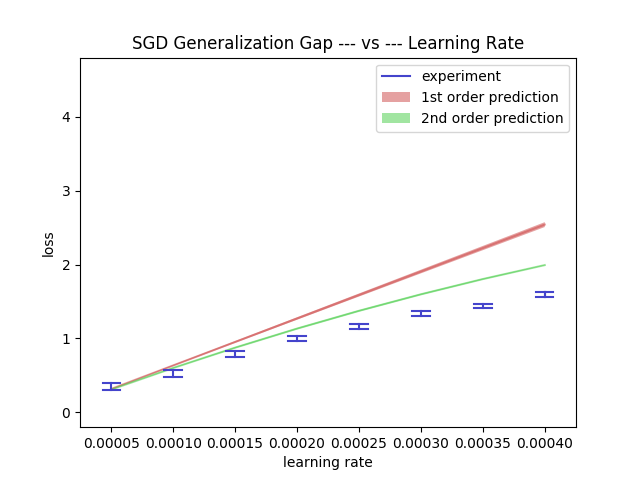 SGD Generalization Gap --- vs --- Learning Rate
experiment
1st order prediction
2nd order prediction
loss
4
3
2
1
0
0.00005 0.00010 0.00015 0.00020 0.00025 0.00030 0.00035 0.00040
learning rate